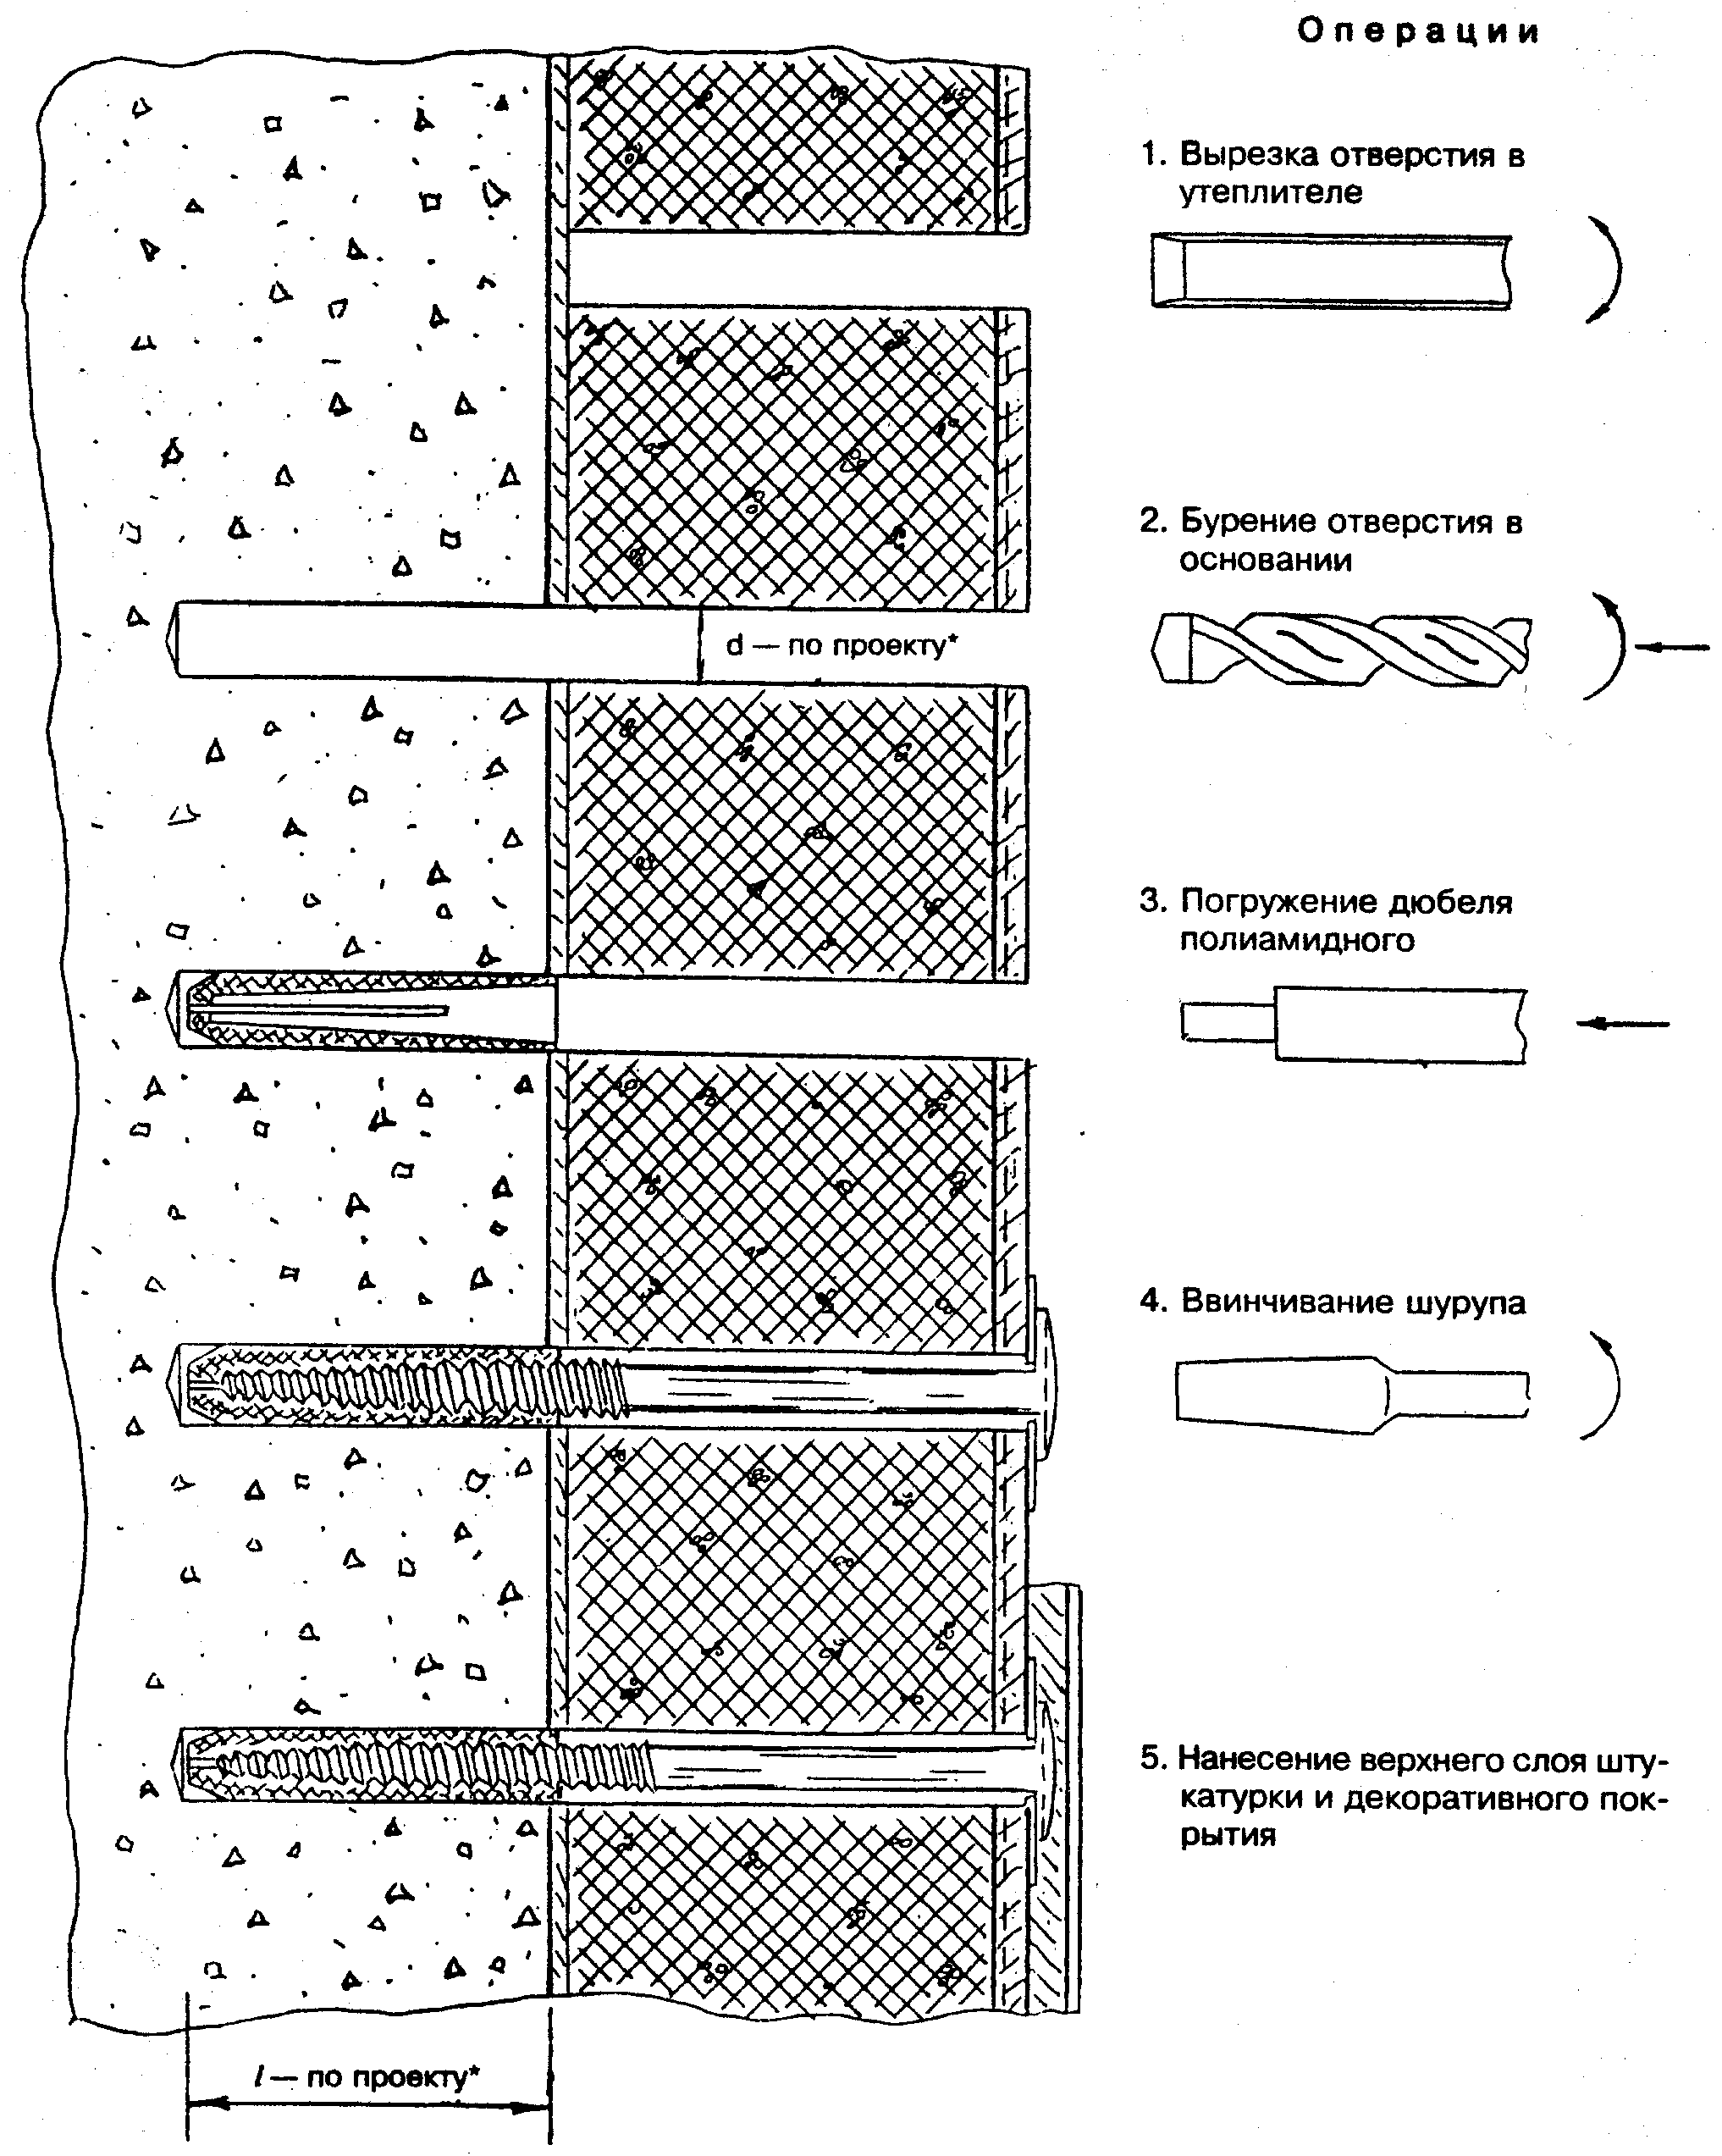 Операции
1. Вырезка отверстия в
утеплителе
2. Бурение отверстия в
основании
d — по проекту*
3. Погружение дюбеля
полиамидного
4. Ввинчивание шурупа
5. Нанесение верхнего слоя шту-
катурки и декоративного пок-
рытия
l — по проекту*